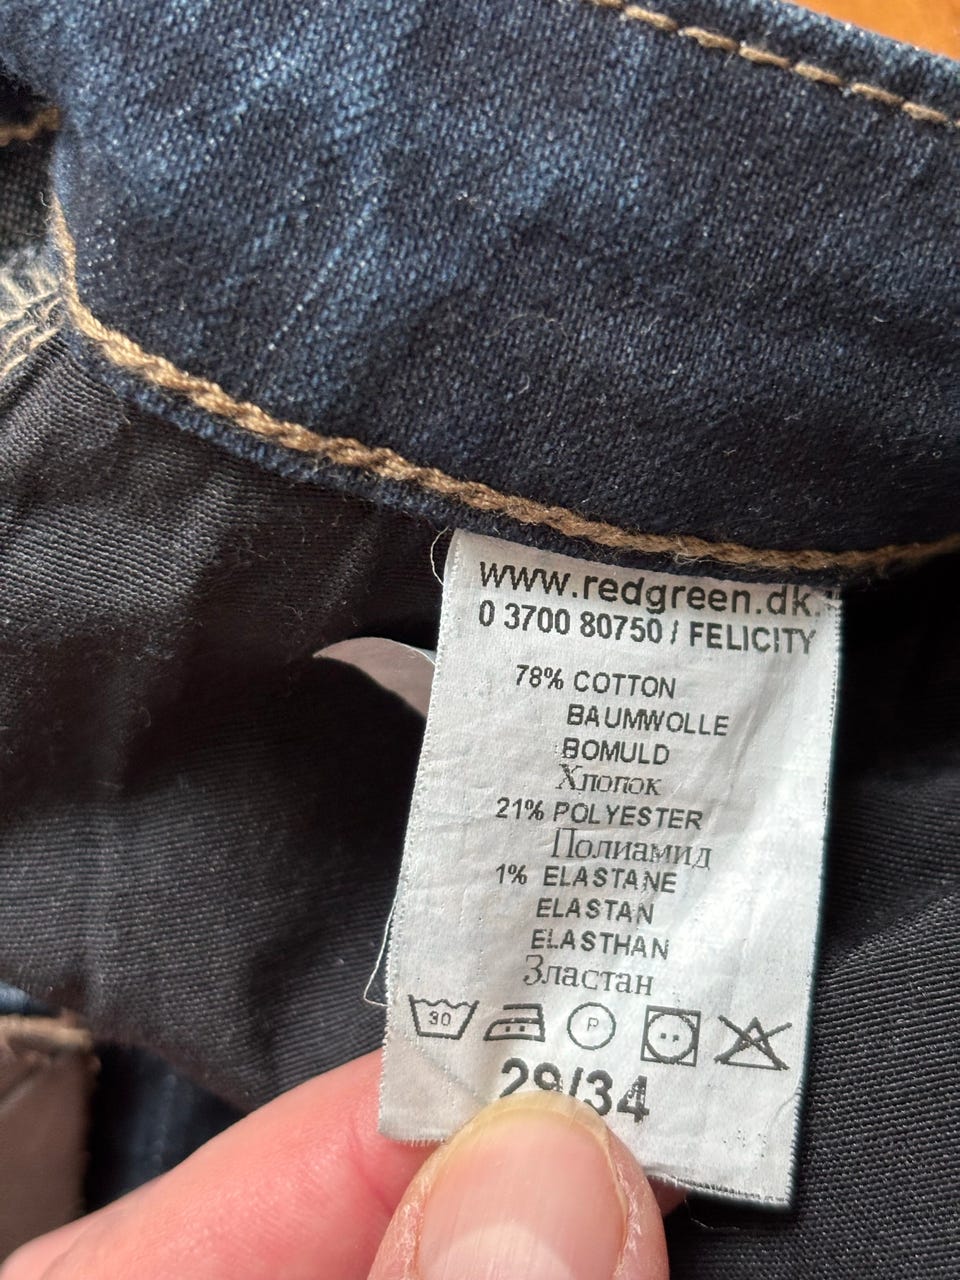 www.redgreen.dk
0 3700 80750 / FELICITY
78% COTTON
BAUMWOLLE
BOMULD
Хлопок
21% POLYESTER
Полиамид
1% ELASTANE
ELASTAN
ELASTHAN
Зластан
30 P
29/34